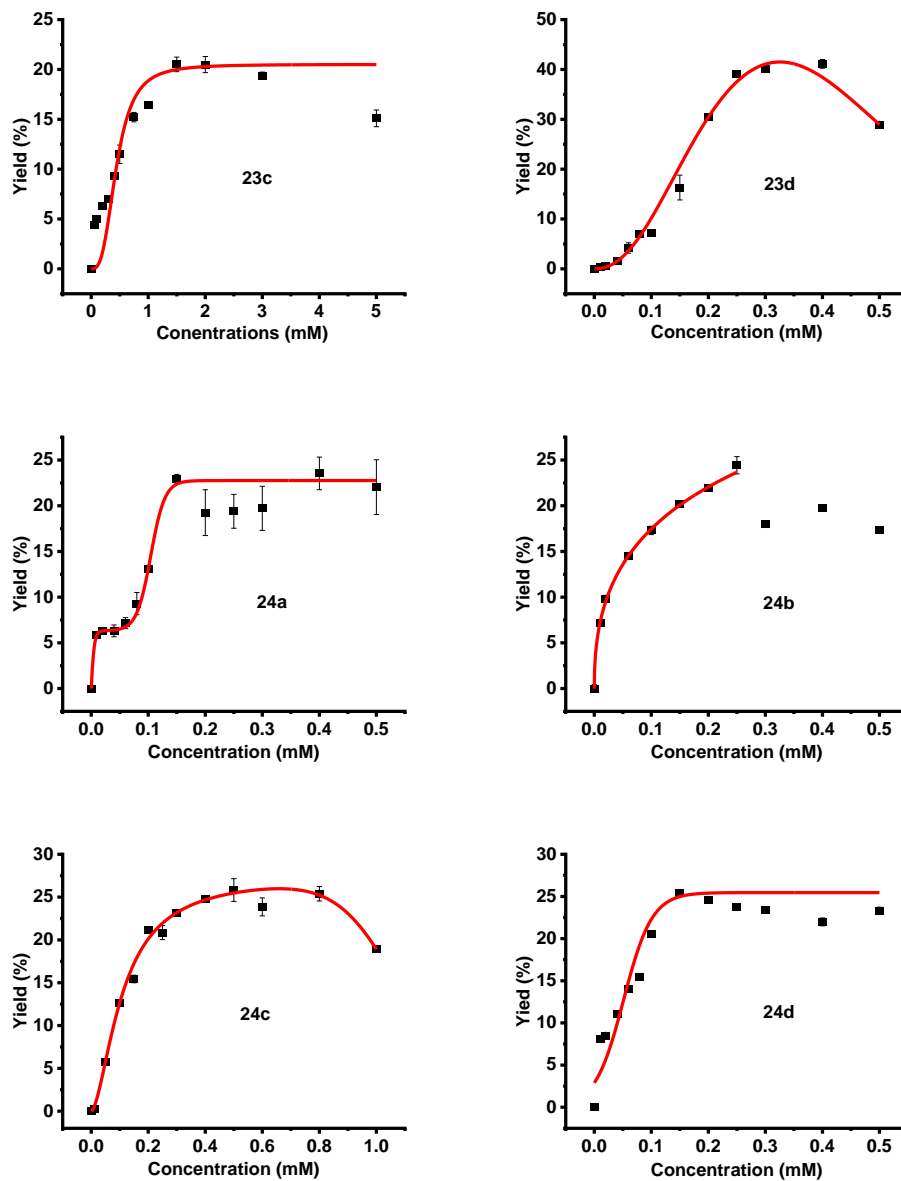 25
20
15
10
5
0
Yield (%)
23c
0 1 2 3 4 5
Conentrations (mM)
50
40
30
20
10
0
Yield (%)
23d
0.0 0.1 0.2 0.3 0.4 0.5
Concentration (mM)
25
20
15
10
5
0
Yield (%)
24a
0.0 0.1 0.2 0.3 0.4 0.5
Concentration (mM)
25
20
15
10
5
0
Yield (%)
24b
0.0 0.1 0.2 0.3 0.4 0.5
Concentration (mM)
30
25
20
15
10
5
0
Yield (%)
24c
0.0 0.2 0.4 0.6 0.8 1.0
Concentration (mM)
30
25
20
15
10
5
0
Yied (%)
24d
0.0 0.1 0.2 0.3 0.4 0.5
Concentration (mM)